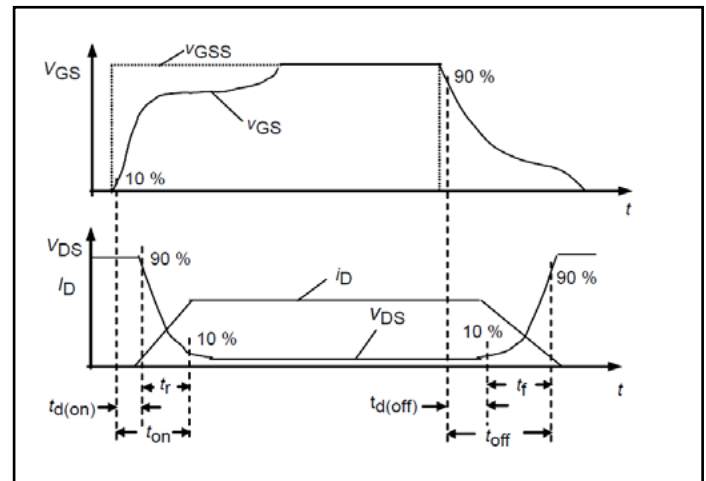 vGSS
VGS
90 %
vGS
10 %
t
VDS
90 %
ID
iD
90 %
VDS
10 %
10 %
tr
tf
t
td(on)
td(off)
ton
toff